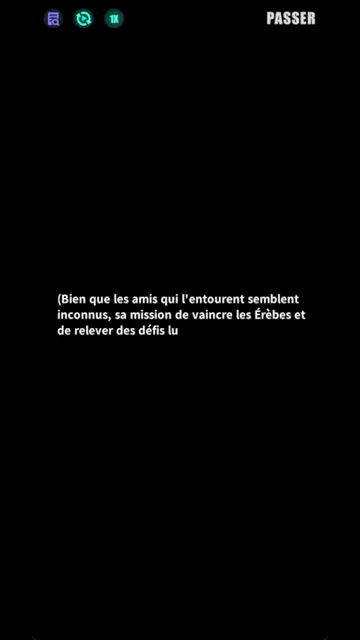 1X
PASSER
(Bien que les amis qui l'entourent semblent
inconnus, sa mission de vaincre les Érèbes et
de relever des défis lu